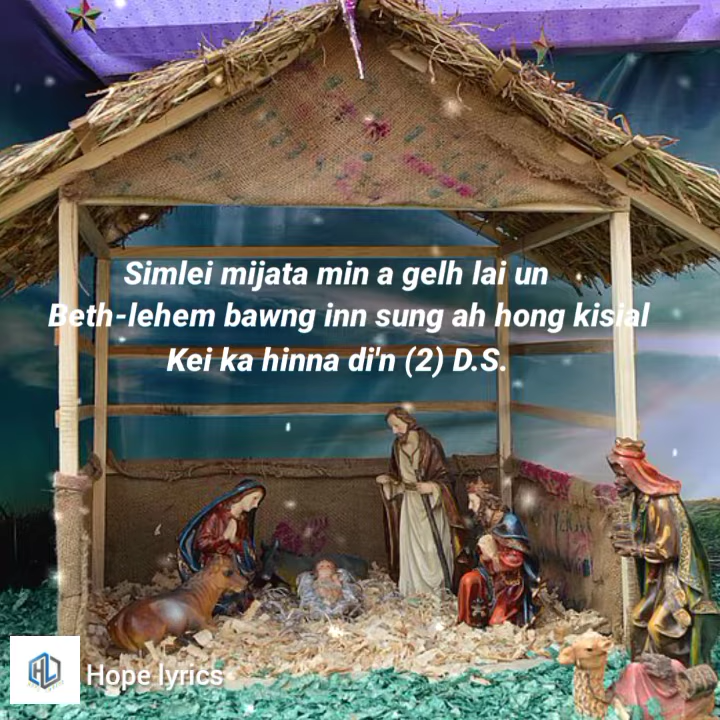 Simlei mijata min a gelh lai un
Beth-lehem bawng inn sung ah hong kisial
Kei ka hinna di'n (2) D.S.
Hope lyrics